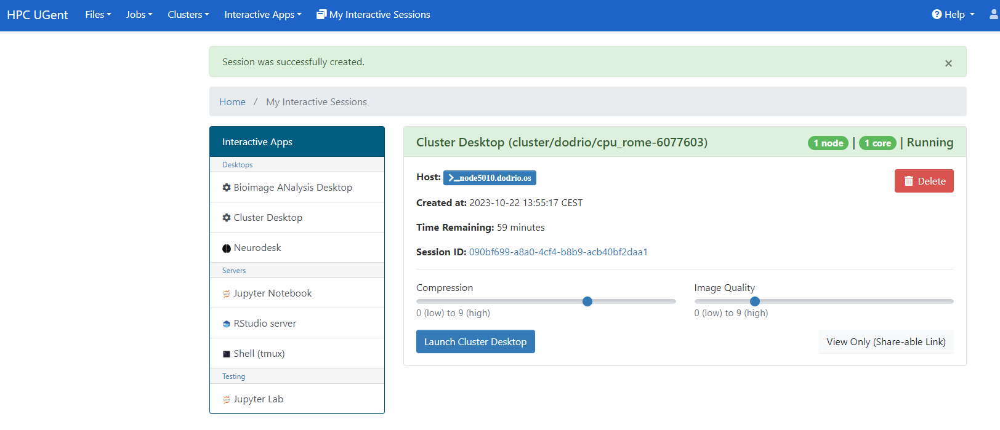 HPC UGent Files Jobs Clusters Interactive Apps My Interactive Sessions Help
Session was successfully created. ×
Home / My Interactive Sessions
Interactive Apps
Desktops
Bioimage ANalysis Desktop
Cluster Desktop
Neurodesk
Servers
Jupyter Notebook
RStudio server
Shell (tmux)
Testing
Jupyter Lab
Cluster Desktop (cluster/dodrio/cpu_rome-6077603) 1 node | 1 core | Running
Host: >_node5010.dodrio.os
Delete
Created at: 2023-10-22 13:55:17 CEST
Time Remaining: 59 minutes
Session ID: 090bf699-a8a0-4cf4-b8b9-acb40bf2daa1
Compression
0 (low) to 9 (high)
Image Quality
0 (low) to 9 (high)
Launch Cluster Desktop
View Only (Share-able Link)